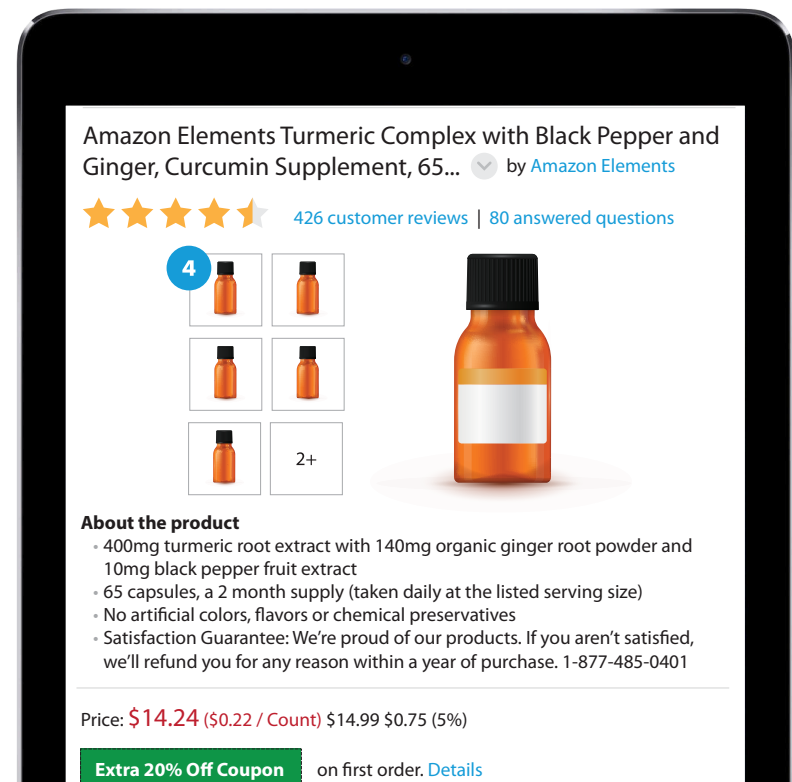 Amazon Elements Turmeric Complex with Black Pepper and
Ginger, Curcumin Supplement, 65... by Amazon Elements
426 customer reviews | 80 answered questions
4
2+
About the product
• 400mg turmeric root extract with 140mg organic ginger root powder and
10mg black pepper fruit extract
• 65 capsules, a 2 month supply (taken daily at the listed serving size)
• No artificial colors, flavors or chemical preservatives
• Satisfaction Guarantee: We’re proud of our products. If you aren’t satisfied,
we’ll refund you for any reason within a year of purchase. 1-877-485-0401
Price: $14.24 ($0.22 / Count) $14.99 $0.75 (5%)
Extra 20% Off Coupon on first order. Details